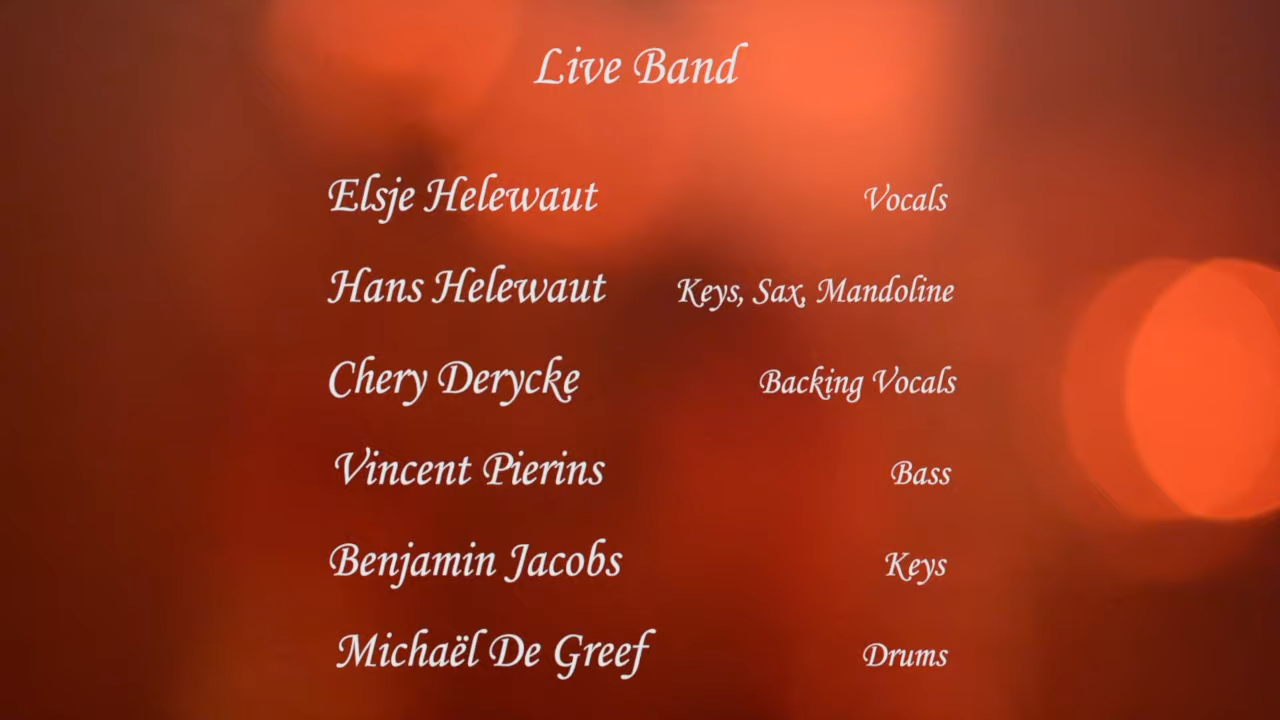 Live Band
Elsje Helewaut Vocals
Hans Helewaut Keys, Sax, Mandoline
Chery Derycke Backing Vocals
Vincent Pierins Bass
Benjamin Jacobs Keys
Michaël De Greef Drums